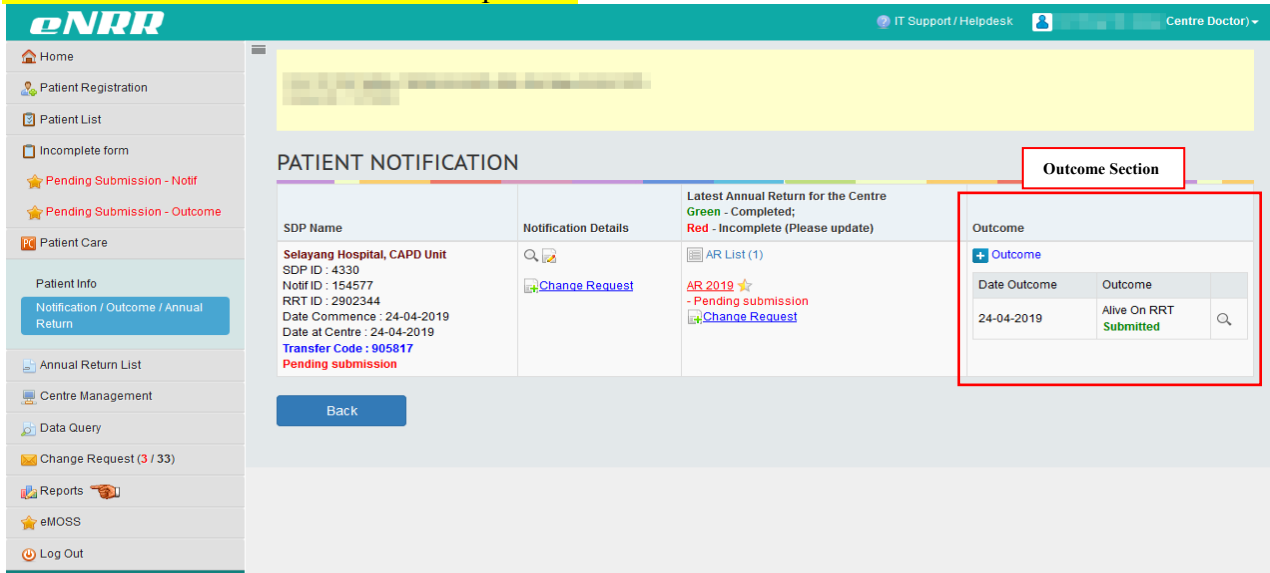 eNRR
IT Support / Helpdesk
Centre Doctor)
Home
Patient Registration
Patient List
Incomplete form
Pending Submission - Notif
Pending Submission - Outcome
Patient Care
Patient Info
Notification / Outcome / Annual
Return
Annual Return List
Centre Management
Data Query
Change Request (3 / 33)
Reports
eMOSS
Log Out
PATIENT NOTIFICATION
Outcome Section
SDP Name
Notification Details
Latest Annual Return for the Centre
Green - Completed;
Red - Incomplete (Please update)
Outcome
Selayang Hospital, CAPD Unit
SDP ID : 4330
Notif ID : 154577
RRT ID : 2902344
Date Commence : 24-04-2019
Date at Centre : 24-04-2019
Transfer Code : 905817
Pending submission
Change Request
AR List (1)
AR 2019
- Pending submission
Change Request
Outcome
Date Outcome Outcome
24-04-2019 Alive On RRT
Submitted
Back